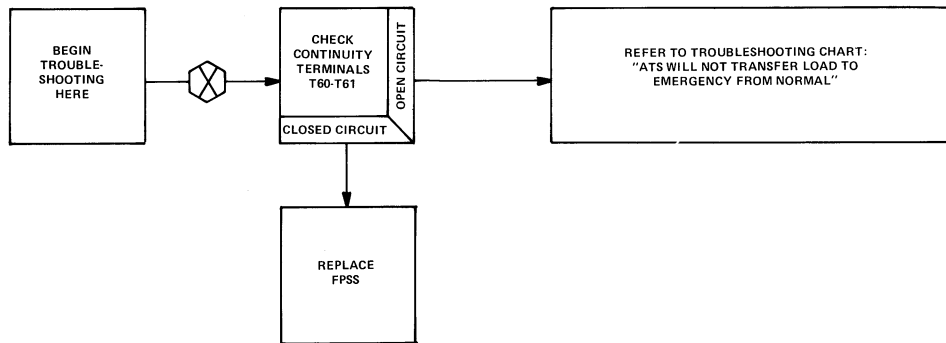 BEGIN
TROUBLE-
SHOOTING
HERE
CHECK
CONTINUITY
TERMINALS
T60-T61
OPEN CIRCUIT
CLOSED CIRCUIT
REFER TO TROUBLESHOOTING CHART:
"ATS WILL NOT TRANSFER LOAD TO
EMERGENCY FROM NORMAL"
REPLACE
FPSS